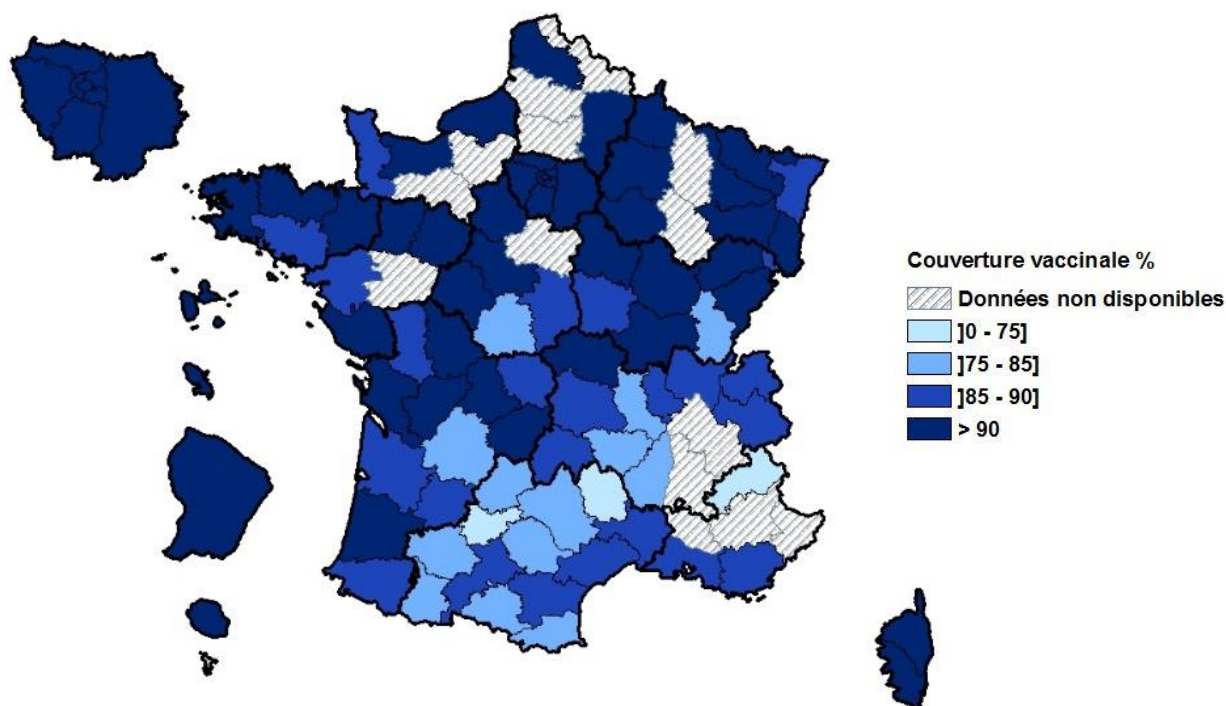 Couverture vaccinale %
Données non disponibles
]0 - 75]
]75 - 85]
]85 - 90]
> 90